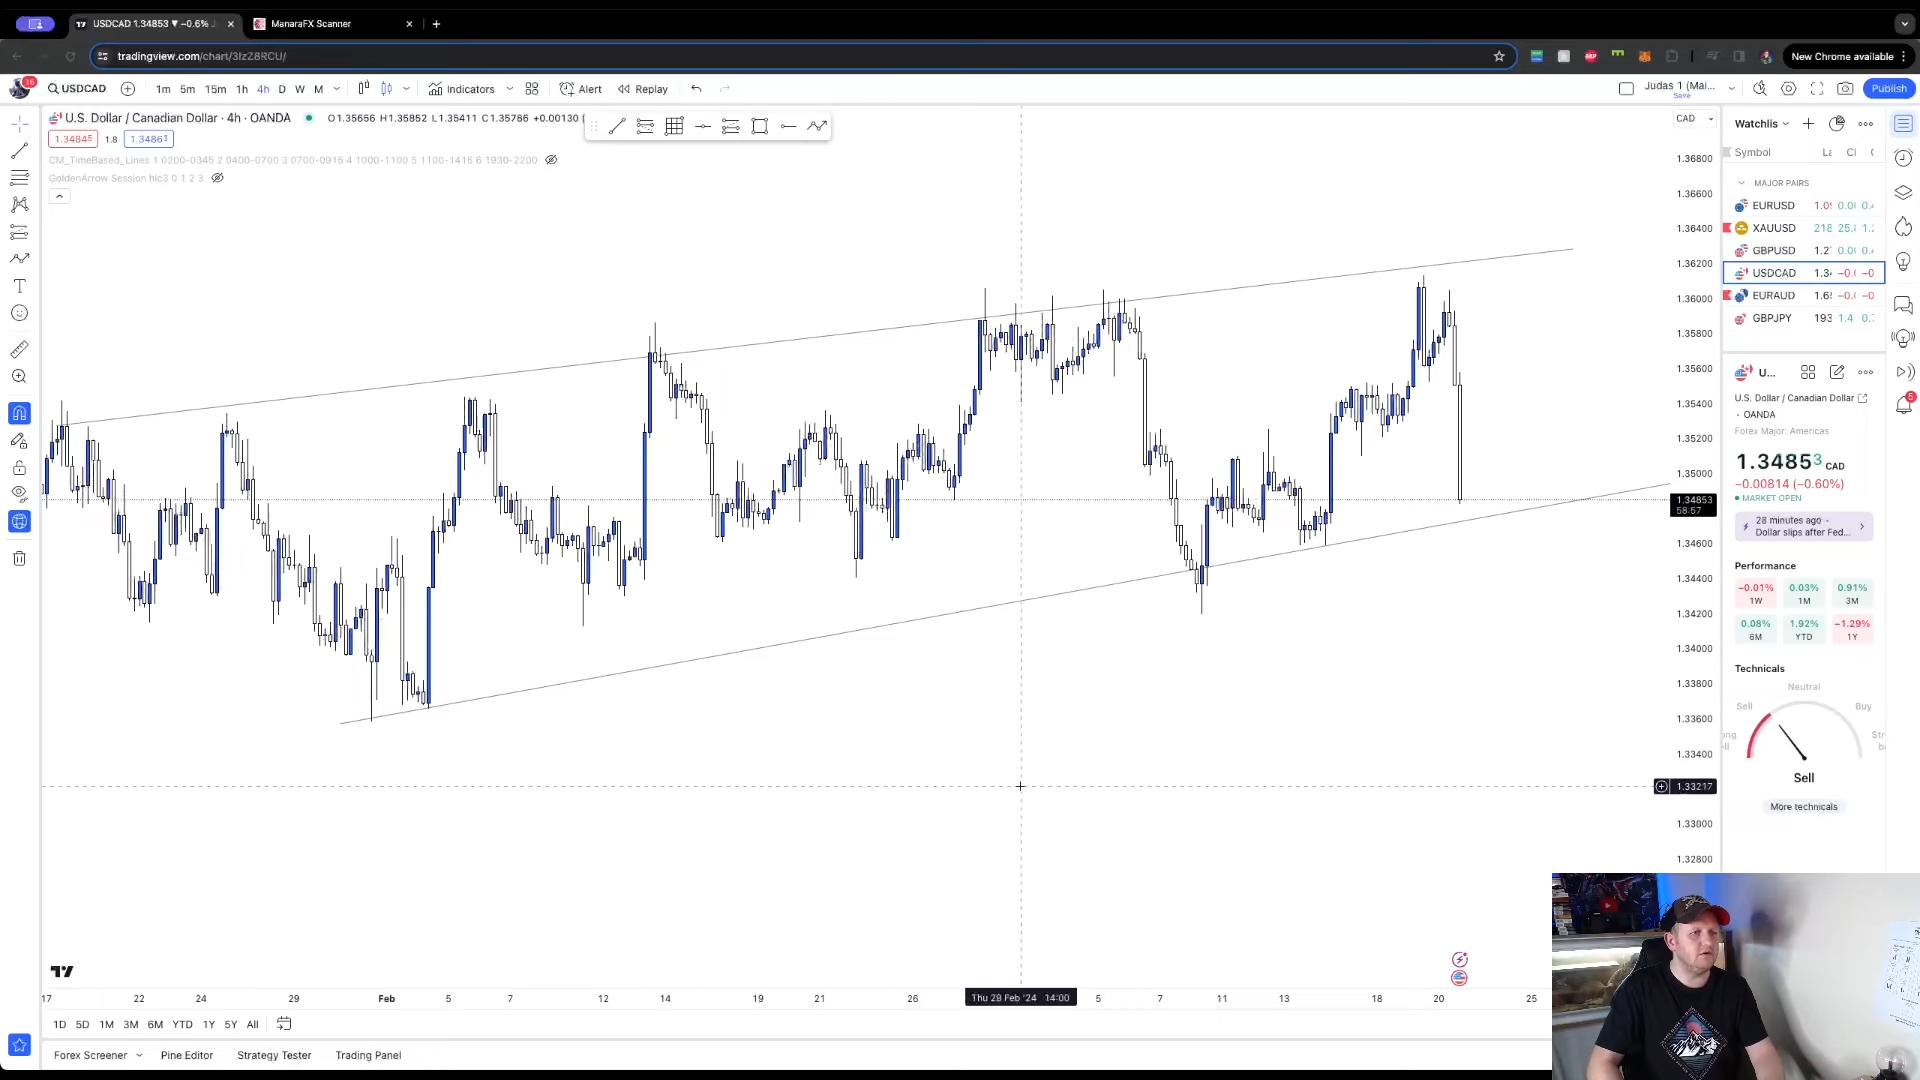 USDCAD 1.34853 ▼ −0.6%
ManaraFX Scanner
tradingview.com/chart/3IzZ8RCU/
New Chrome available
16
USDCAD
1m 5m 15m 1h 4h D W M
Indicators
Alert
Replay
Judas 1 (Mai...
Save
Publish
U.S. Dollar / Canadian Dollar · 4h · OANDA
O1.35656 H1.35852 L1.35411 C1.35786 +0.00130
1.34845 1.8 1.34863
CM_TimeBased_Lines 1 0200-0345 2 0400-0700 3 0700-0915 4 1000-1100 5 1100-1415 6 1930-2200
GoldenArrow Session hlc3 0 1 2 3
CAD
1.36800
1.36600
1.36400
1.36200
1.36000
1.35800
1.35600
1.35400
1.35200
1.35000
1.34853
58:57
1.34600
1.34400
1.34200
1.34000
1.33800
1.33600
1.33400
1.33217
1.33000
1.32800
Watchlis
Symbol
MAJOR PAIRS
EURUSD
XAUUSD
GBPUSD
USDCAD
EURAUD
GBPJPY
U...
U.S. Dollar / Canadian Dollar
· OANDA
Forex Major: Americas
1.34853 CAD
−0.00814 (−0.60%)
MARKET OPEN
28 minutes ago ·
Dollar slips after Fed...
Performance
−0.01% 0.03% 0.91%
1W 1M 3M
0.08% 1.92% −1.29%
6M YTD 1Y
Technicals
Neutral
Sell Buy
Sell
More technicals
5
17 22 24 29 Feb 5 7 12 14 19 21 26 Thu 29 Feb '24 14:00 5 7 11 13 18 20 25
1D 5D 1M 3M 6M YTD 1Y 5Y All
Forex Screener Pine Editor Strategy Tester Trading Panel